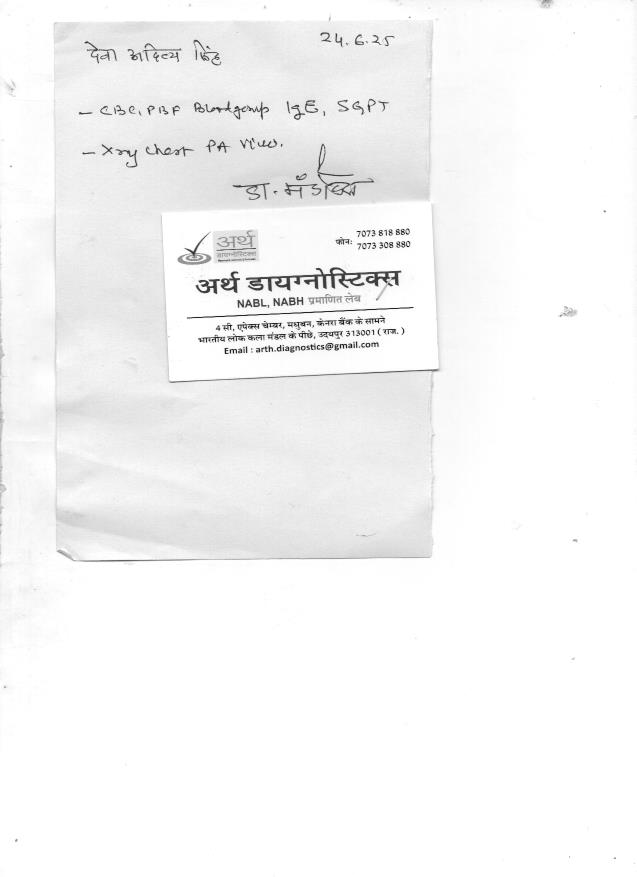 24.6.25
देवा आदित्य सिंह
- CBC, PBF Bloodgroup IgE, SGPT
- Xray Chest PA View.
डा.
अर्थ
डायग्नोस्टिक्स
फोन: 7073 818 880
7073 308 880
अर्थ डायग्नोस्टिक्स
NABL, NABH प्रमाणित लेब
4 सी, एपेक्स चेम्बर, मधुबन, केनरा बैंक के सामने
भारतीय लोक कला मंडल के पीछे, उदयपुर 313001 ( राज. )
Email : arth.diagnostics@gmail.com